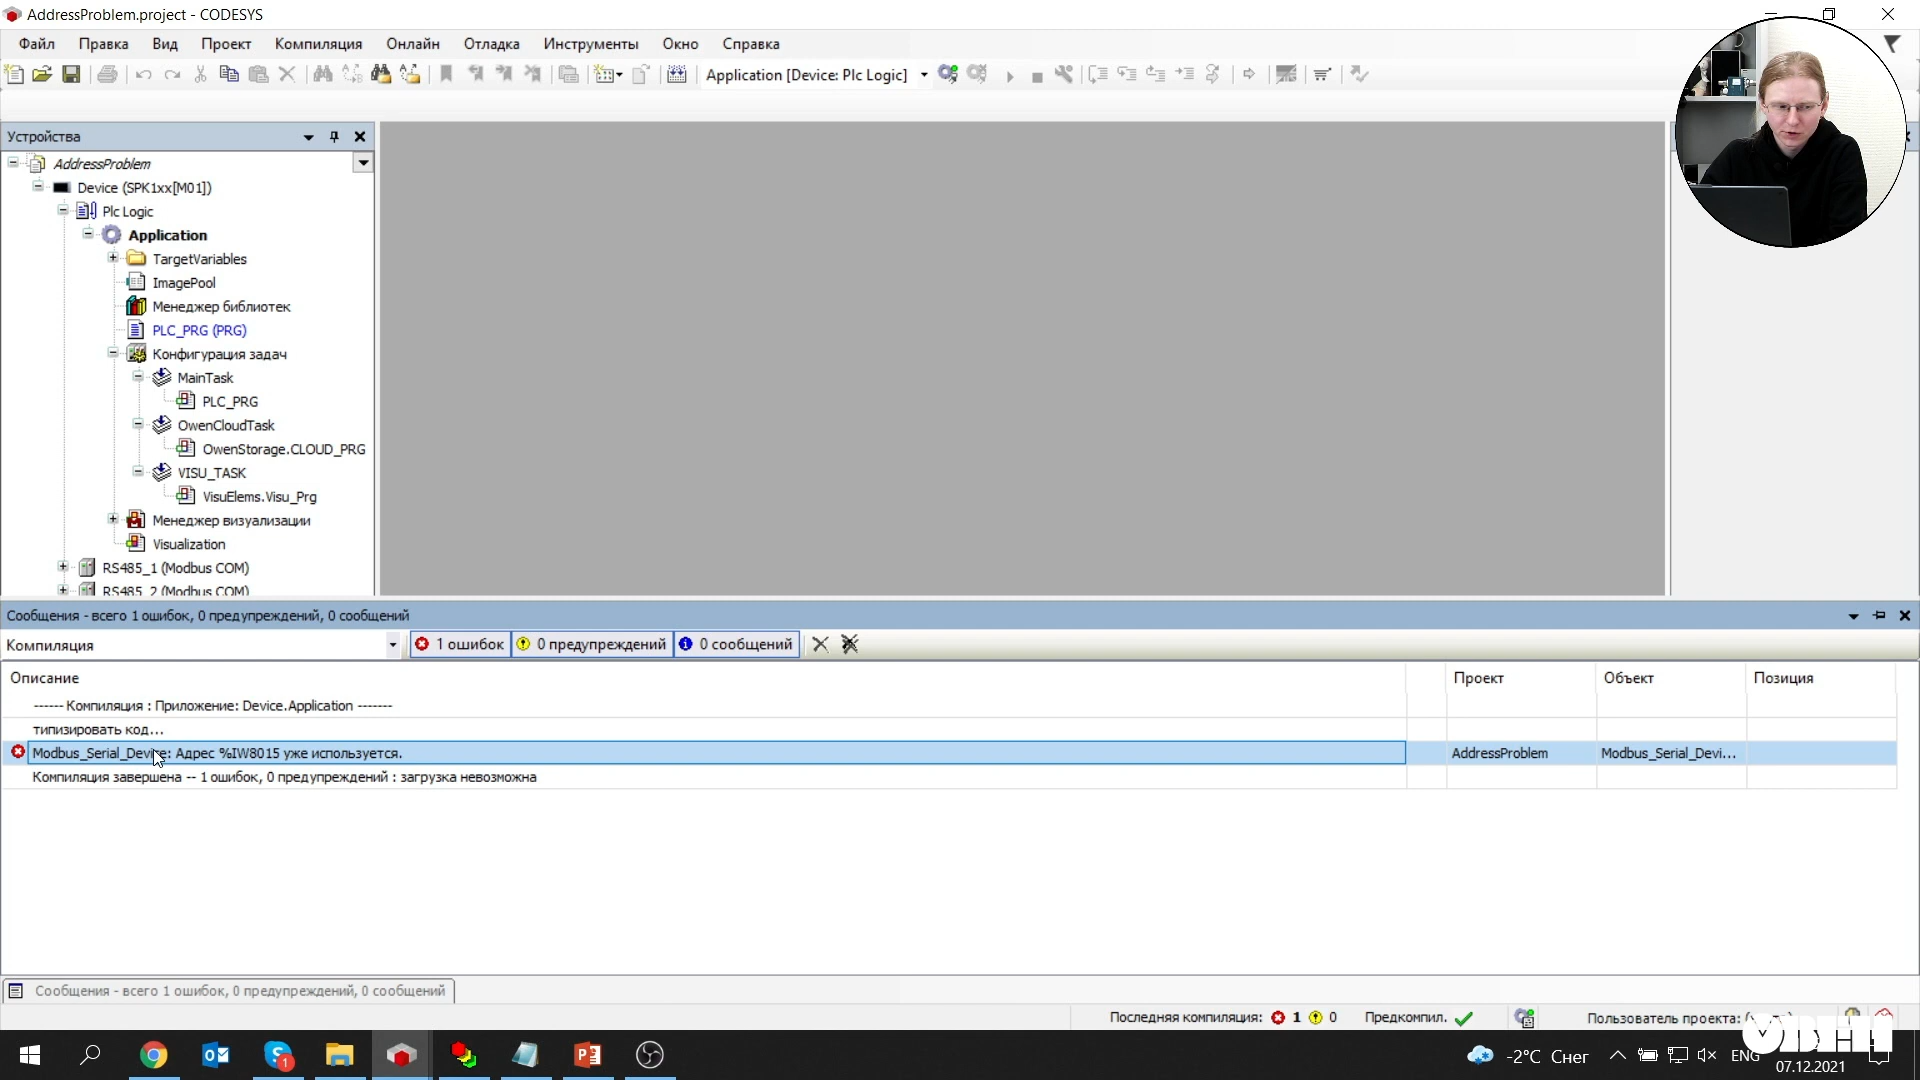 AddressProblem.project - CODESYS
Файл Правка Вид Проект Компиляция Онлайн Отладка Инструменты Окно Справка
Application [Device: Plc Logic]
Устройства
AddressProblem
Device (SPK1xx[M01])
Plc Logic
Application
TargetVariables
ImagePool
Менеджер библиотек
PLC_PRG (PRG)
Конфигурация задач
MainTask
PLC_PRG
OwenCloudTask
OwenStorage.CLOUD_PRG
VISU_TASK
VisuElems.Visu_Prg
Менеджер визуализации
Visualization
RS485_1 (Modbus COM)
RS485_2 (Modbus COM)
Сообщения - всего 1 ошибок, 0 предупреждений, 0 сообщений
Компиляция 1 ошибок 0 предупреждений 0 сообщений
Описание Проект Объект Позиция
------ Компиляция : Приложение: Device.Application -------
типизировать код...
Modbus_Serial_Device: Адрес %IW8015 уже используется. AddressProblem Modbus_Serial_Devi...
Компиляция завершена -- 1 ошибок, 0 предупреждений : загрузка невозможна
Сообщения - всего 1 ошибок, 0 предупреждений, 0 сообщений
Последняя компиляция: 1 0 Предкомпил. Пользователь проекта:
-2°C Снег ENG
07.12.2021